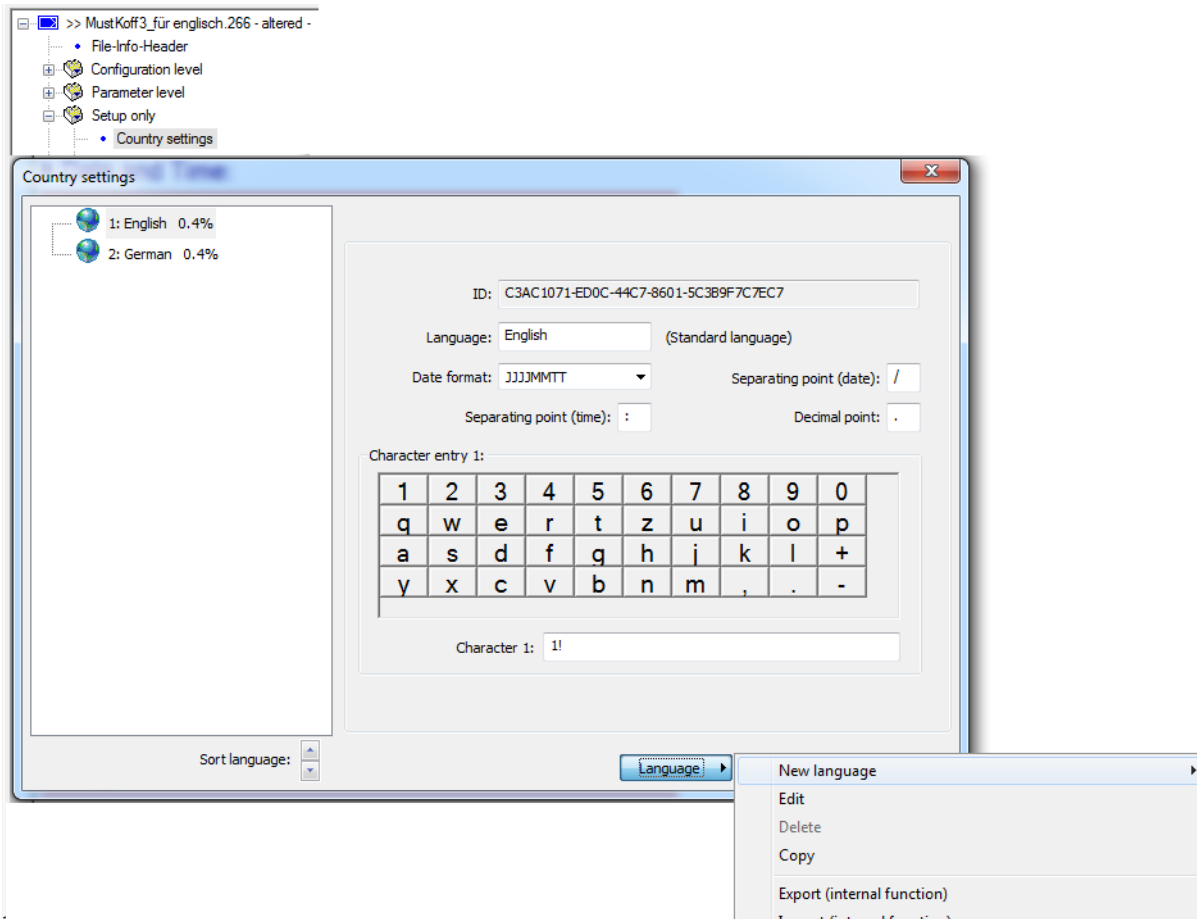 >> MustKoff3_für englisch.266 - altered -
File-Info-Header
Configuration level
Parameter level
Setup only
Country settings
Country settings
1: English 0.4%
2: German 0.4%
ID: C3AC1071-ED0C-44C7-8601-5C3B9F7C7EC7
Language: English (Standard language)
Date format: JJJJMMTT Separating point (date): /
Separating point (time): : Decimal point: .
Character entry 1:
1 2 3 4 5 6 7 8 9 0
q w e r t z u i o p
a s d f g h j k l +
y x c v b n m , . -
Character 1: 1!
Sort language:
Language
New language
Edit
Delete
Copy
Export (internal function)